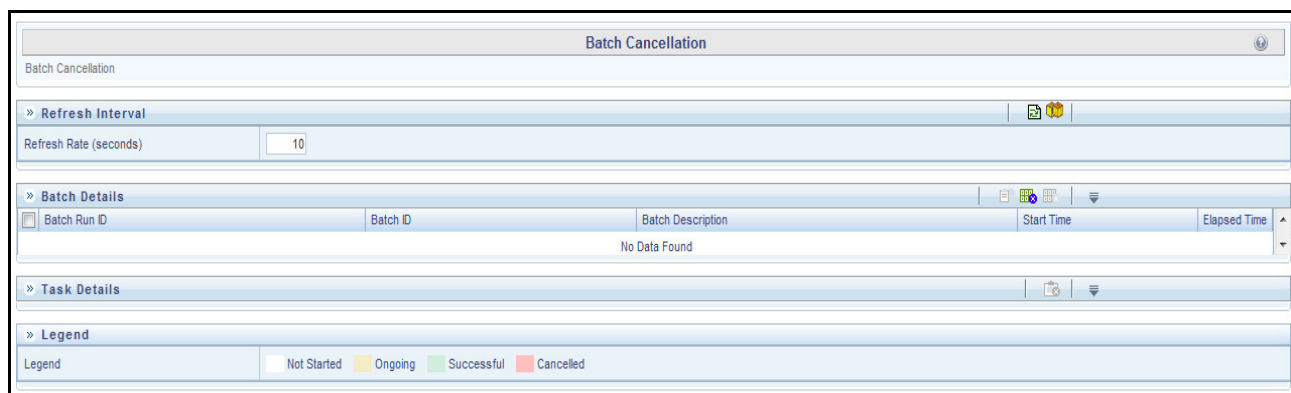 Batch Cancellation
Batch Cancellation
» Refresh Interval
Refresh Rate (seconds) 10
» Batch Details
Batch Run ID Batch ID Batch Description Start Time Elapsed Time
No Data Found
» Task Details
» Legend
Legend Not Started Ongoing Successful Cancelled